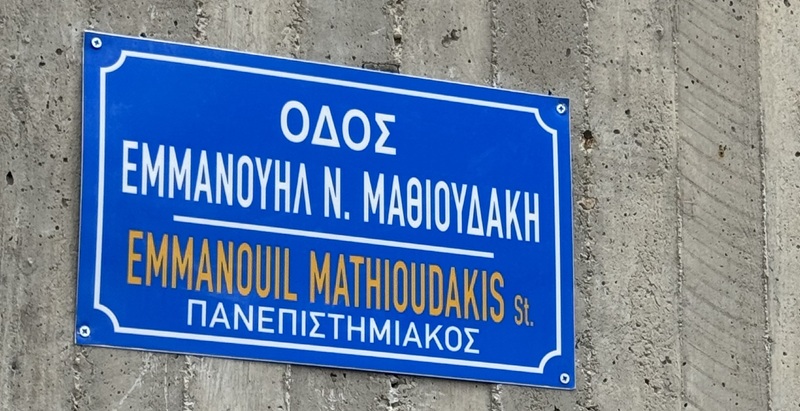 ΟΔΟΣ
ΕΜΜΑΝΟΥΗΛ Ν. ΜΑΘΙΟΥΔΑΚΗ
EMMANOUIL MATHIOUDAKIS St.
ΠΑΝΕΠΙΣΤΗΜΙΑΚΟΣ